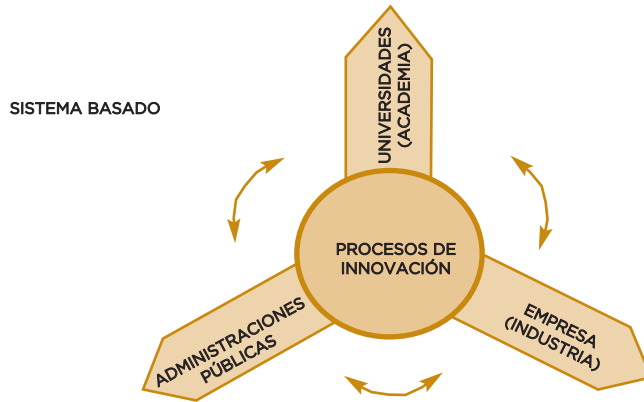 SISTEMA BASADO
UNIVERSIDADES
(ACADEMIA)
PROCESOS DE
INNOVACIÓN
ADMINISTRACIONES
PÚBLICAS
EMPRESA
(INDUSTRIA)